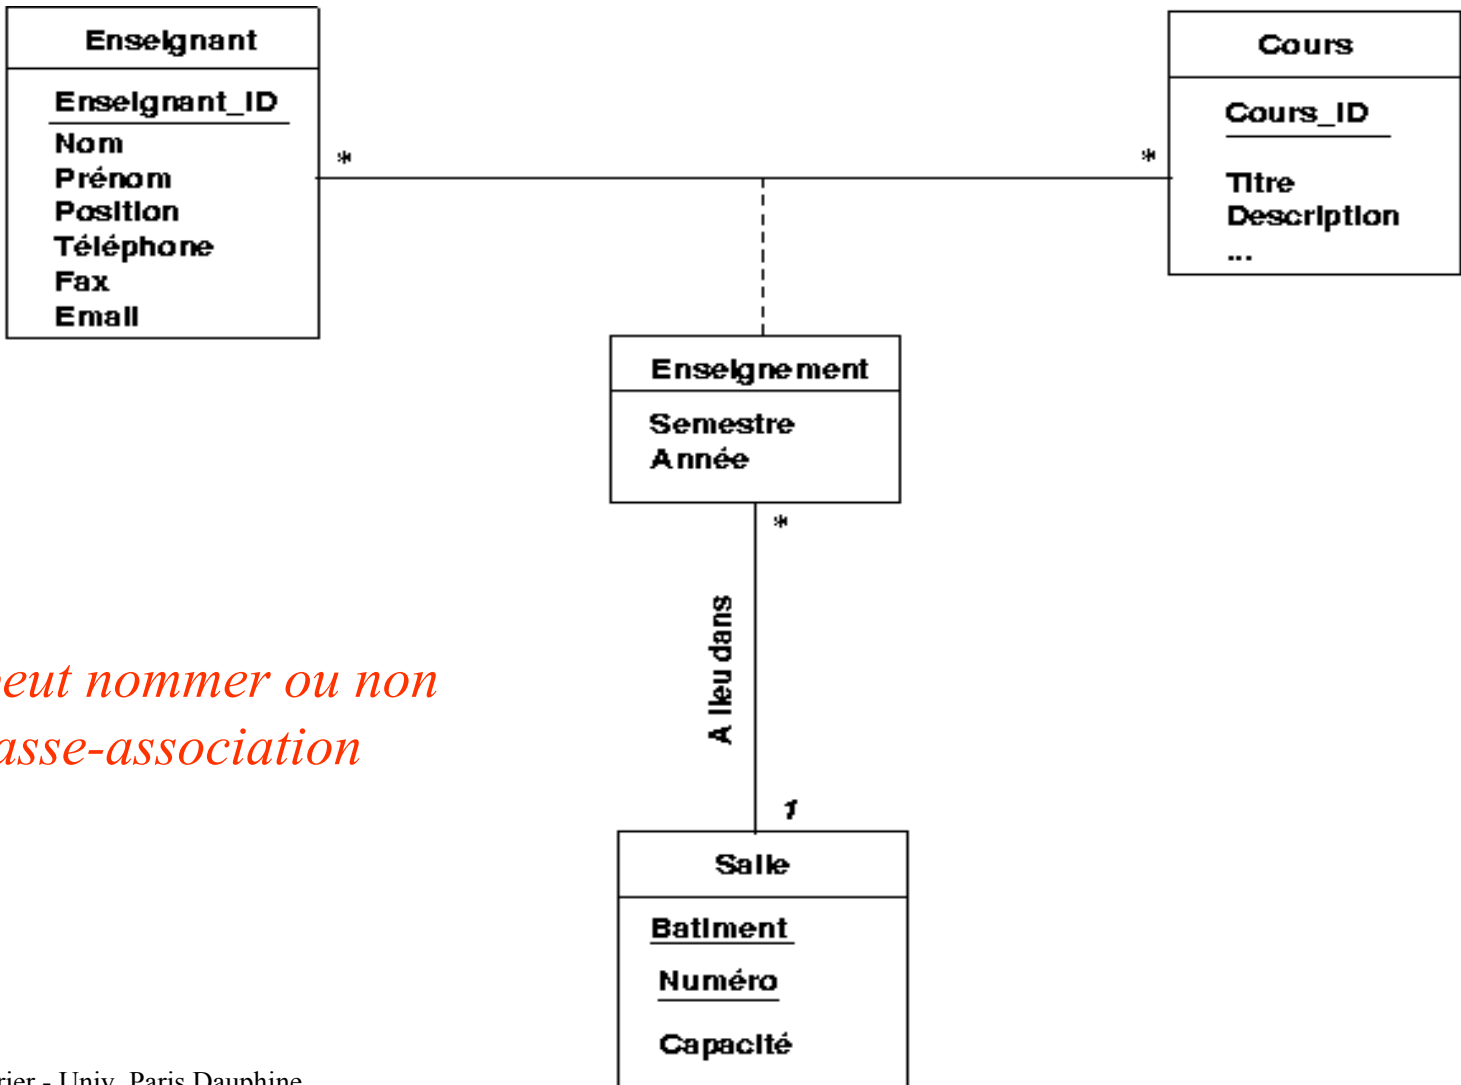 Enseignant
Enseignant_ID
Nom
Prénom
Position
Téléphone
Fax
Email
*
*
Cours
Cours_ID
Titre
Description
...
Enseignement
Semestre
Année
*
A lieu dans
1
peut nommer ou non
asse-association
Salle
Batiment
Numéro
Capacité
rier - Univ. Paris Dauphine